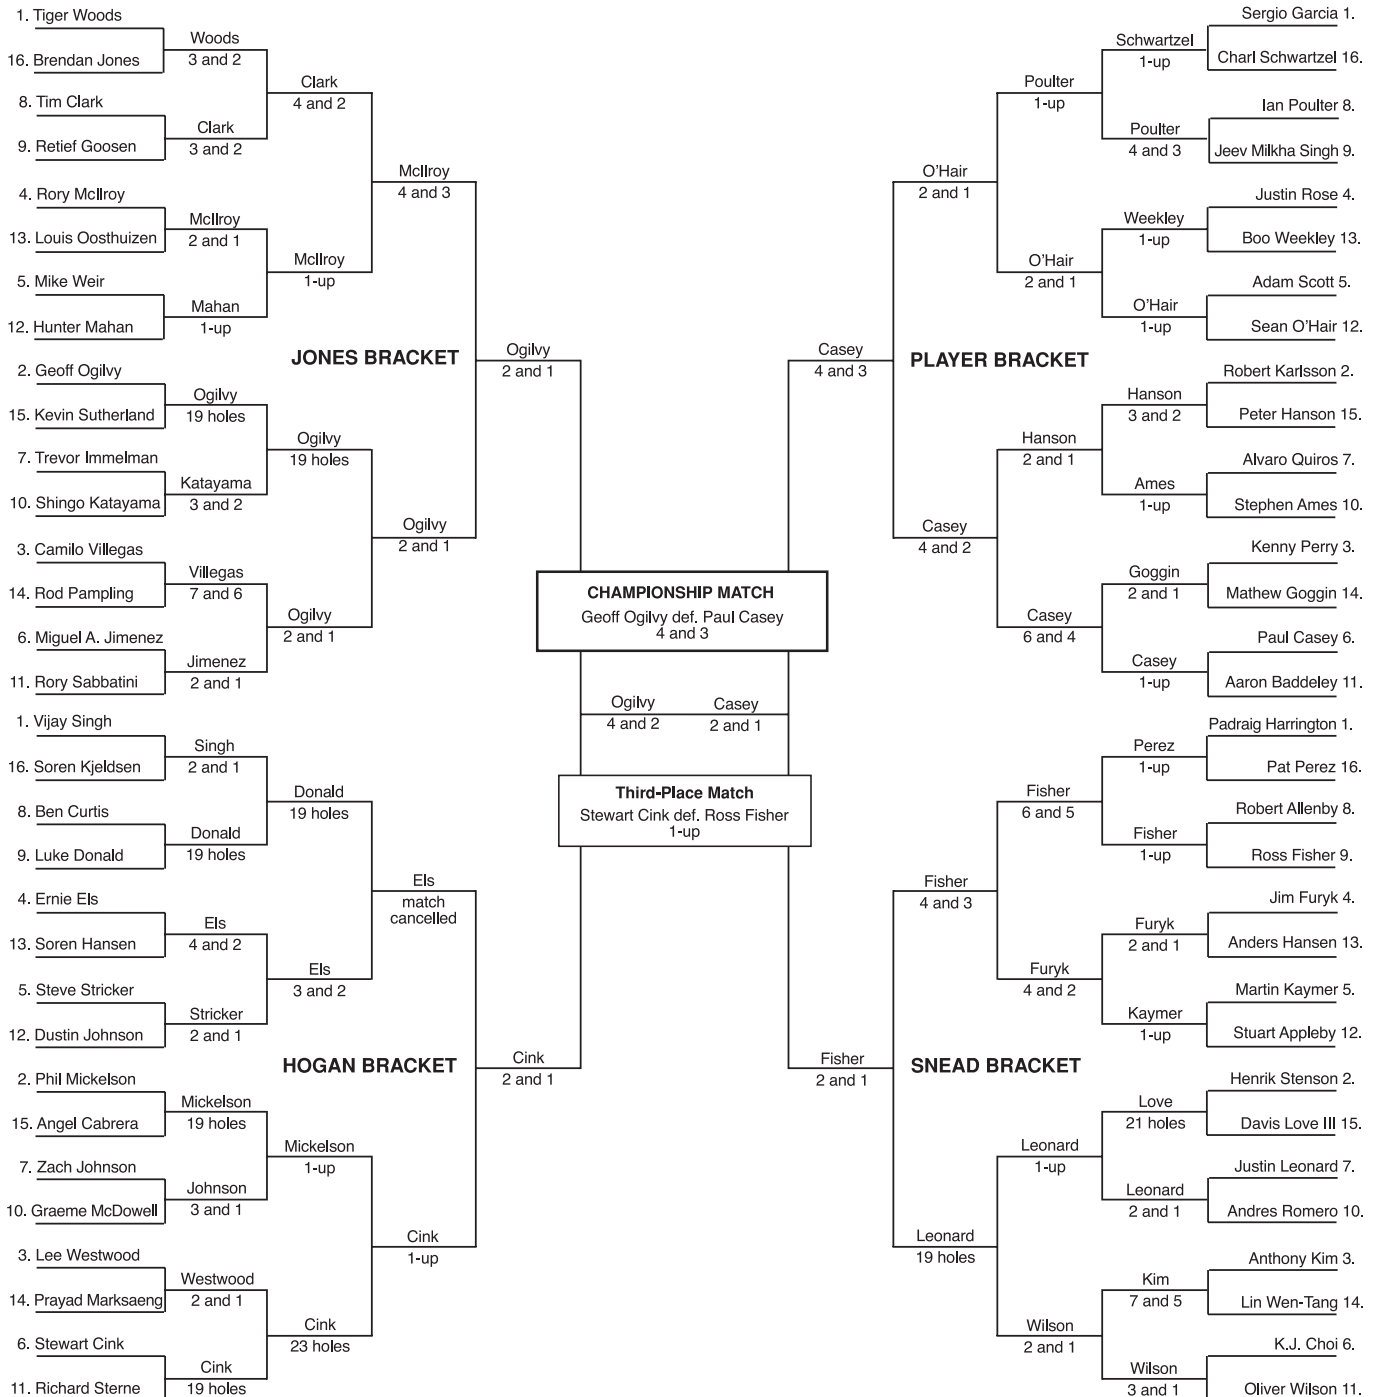 1. Tiger Woods
16. Brendan Jones
8. Tim Clark
9. Retief Goosen
4. Rory McIlroy
13. Louis Oosthuizen
5. Mike Weir
12. Hunter Mahan
2. Geoff Ogilvy
15. Kevin Sutherland
7. Trevor Immelman
10. Shingo Katayama
3. Camilo Villegas
14. Rod Pampling
6. Miguel A. Jimenez
11. Rory Sabbatini
Woods
3 and 2
Clark
3 and 2
McIlroy
2 and 1
Mahan
1-up
Ogilvy
19 holes
Katayama
3 and 2
Villegas
7 and 6
Jimenez
2 and 1
Clark
4 and 2
McIlroy
1-up
Ogilvy
19 holes
Ogilvy
2 and 1
McIlroy
4 and 3
Ogilvy
2 and 1
JONES BRACKET
Ogilvy
2 and 1
1. Vijay Singh
16. Soren Kjeldsen
8. Ben Curtis
9. Luke Donald
4. Ernie Els
13. Soren Hansen
5. Steve Stricker
12. Dustin Johnson
2. Phil Mickelson
15. Angel Cabrera
7. Zach Johnson
10. Graeme McDowell
3. Lee Westwood
14. Prayad Marksaeng
6. Stewart Cink
11. Richard Sterne
Singh
2 and 1
Donald
19 holes
Els
4 and 2
Stricker
2 and 1
Mickelson
19 holes
Johnson
3 and 1
Westwood
2 and 1
Cink
19 holes
Donald
19 holes
Els
3 and 2
Mickelson
1-up
Cink
23 holes
Els
match
cancelled
Cink
1-up
HOGAN BRACKET
Cink
2 and 1
CHAMPIONSHIP MATCH
Geoff Ogilvy def. Paul Casey
4 and 3
Ogilvy
4 and 2
Casey
2 and 1
Third-Place Match
Stewart Cink def. Ross Fisher
1-up
Casey
4 and 3
PLAYER BRACKET
O'Hair
2 and 1
Casey
4 and 2
Poulter
1-up
O'Hair
2 and 1
Hanson
2 and 1
Casey
6 and 4
Schwartzel
1-up
Poulter
4 and 3
Weekley
1-up
O'Hair
1-up
Hanson
3 and 2
Ames
1-up
Goggin
2 and 1
Casey
1-up
Sergio Garcia 1.
Charl Schwartzel 16.
Ian Poulter 8.
Jeev Milkha Singh 9.
Justin Rose 4.
Boo Weekley 13.
Adam Scott 5.
Sean O'Hair 12.
Robert Karlsson 2.
Peter Hanson 15.
Alvaro Quiros 7.
Stephen Ames 10.
Kenny Perry 3.
Mathew Goggin 14.
Paul Casey 6.
Aaron Baddeley 11.
Fisher
2 and 1
SNEAD BRACKET
Fisher
4 and 3
Leonard
19 holes
Fisher
6 and 5
Furyk
4 and 2
Leonard
1-up
Wilson
2 and 1
Perez
1-up
Fisher
1-up
Furyk
2 and 1
Kaymer
1-up
Love
21 holes
Leonard
2 and 1
Kim
7 and 5
Wilson
3 and 1
Padraig Harrington 1.
Pat Perez 16.
Robert Allenby 8.
Ross Fisher 9.
Jim Furyk 4.
Anders Hansen 13.
Martin Kaymer 5.
Stuart Appleby 12.
Henrik Stenson 2.
Davis Love III 15.
Justin Leonard 7.
Andres Romero 10.
Anthony Kim 3.
Lin Wen-Tang 14.
K.J. Choi 6.
Oliver Wilson 11.